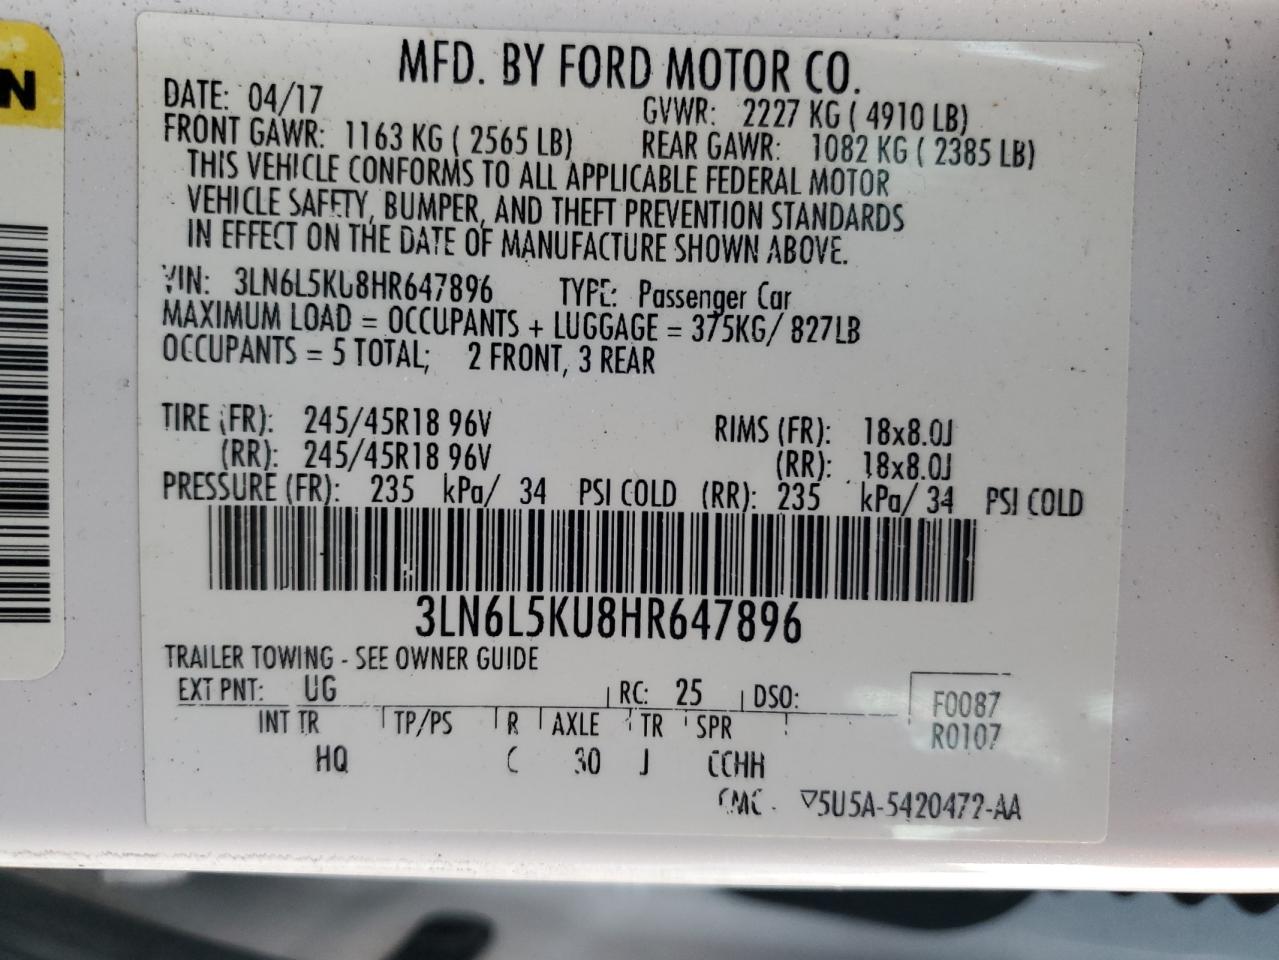 N
MFD. BY FORD MOTOR CO.
DATE: 04/17 GVWR: 2227 KG ( 4910 LB)
FRONT GAWR: 1163 KG ( 2565 LB) REAR GAWR: 1082 KG ( 2385 LB)
THIS VEHICLE CONFORMS TO ALL APPLICABLE FEDERAL MOTOR
VEHICLE SAFETY, BUMPER, AND THEFT PREVENTION STANDARDS
IN EFFECT ON THE DATE OF MANUFACTURE SHOWN ABOVE.
VIN: 3LN6L5KU8HR647896 TYPE: Passenger Car
MAXIMUM LOAD = OCCUPANTS + LUGGAGE = 375KG/ 827LB
OCCUPANTS = 5 TOTAL; 2 FRONT, 3 REAR
TIRE (FR): 245/45R18 96V RIMS (FR): 18x8.0J
(RR): 245/45R18 96V (RR): 18x8.0J
PRESSURE (FR): 235 kPa/ 34 PSI COLD (RR): 235 kPa/ 34 PSI COLD
3LN6L5KU8HR647896
TRAILER TOWING - SEE OWNER GUIDE
EXT PNT: UG RC: 25 DSO: F0087
INT TR TP/PS R AXLE TR SPR R0107
HQ C 30 J CCHH
▽5U5A-5420472-AA